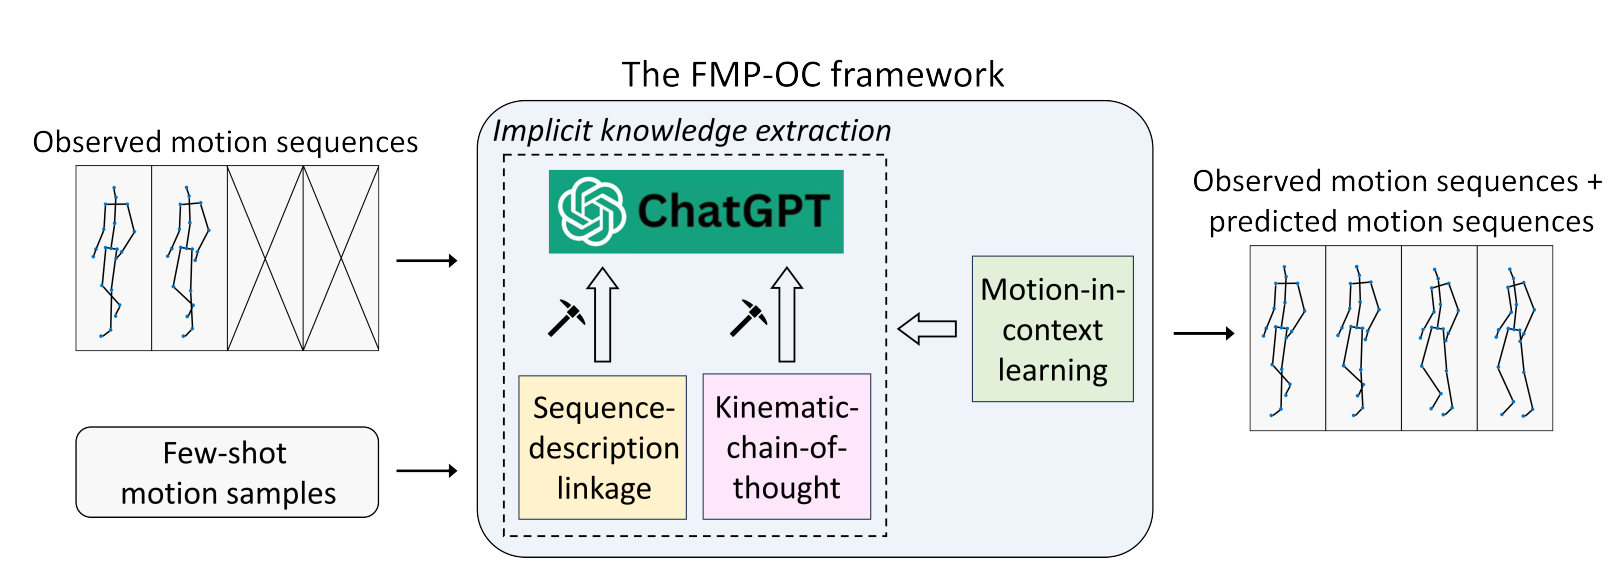 The FMP-OC framework
Observed motion sequences
Few-shot
motion samples
Implicit knowledge extraction
ChatGPT
Sequence-
description
linkage
Kinematic-
chain-of-
thought
Motion-in-
context
learning
Observed motion sequences +
predicted motion sequences